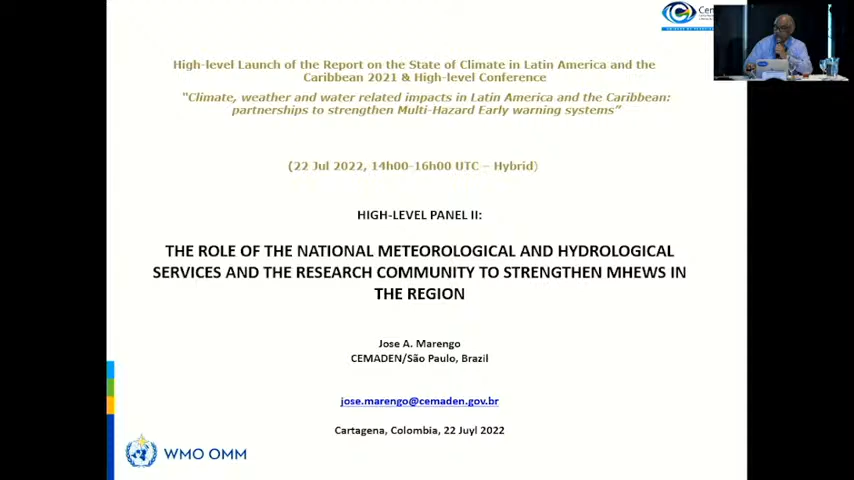 Cem
High-level Launch of the Report on the State of Climate in Latin America and the
Caribbean 2021 & High-level Conference
"Climate, weather and water related impacts in Latin America and the Caribbean:
partnerships to strengthen Multi-Hazard Early warning systems”
(22 Jul 2022, 14h00-16h00 UTC – Hybrid)
HIGH-LEVEL PANEL II:
THE ROLE OF THE NATIONAL METEOROLOGICAL AND HYDROLOGICAL
SERVICES AND THE RESEARCH COMMUNITY TO STRENGTHEN MHEWS IN
THE REGION
Jose A. Marengo
CEMADEN/São Paulo, Brazil
jose.marengo@cemaden.gov.br
Cartagena, Colombia, 22 Juyl 2022
WMO OMM